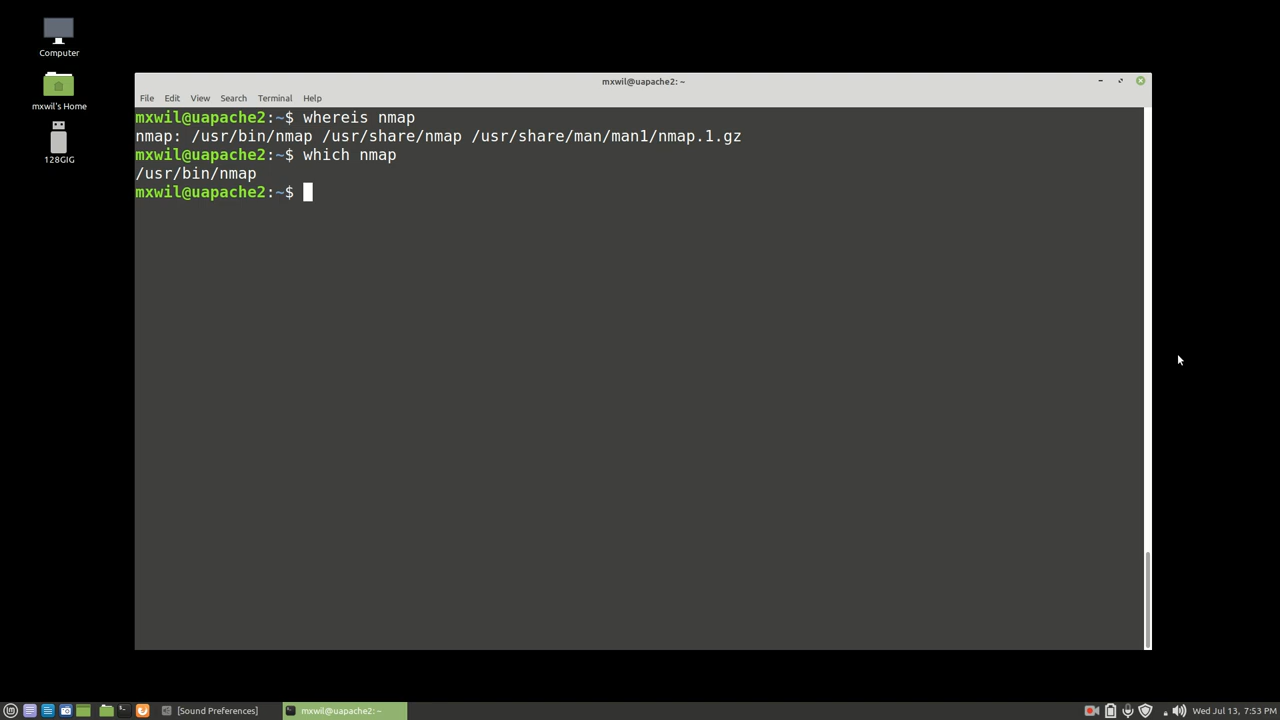 Computer
mxwil's Home
128GIG
mxwil@uapache2: ~
File Edit View Search Terminal Help
mxwil@uapache2:~$ whereis nmap
nmap: /usr/bin/nmap /usr/share/nmap /usr/share/man/man1/nmap.1.gz
mxwil@uapache2:~$ which nmap
/usr/bin/nmap
mxwil@uapache2:~$
[Sound Preferences] mxwil@uapache2: ~ Wed Jul 13, 7:53 PM